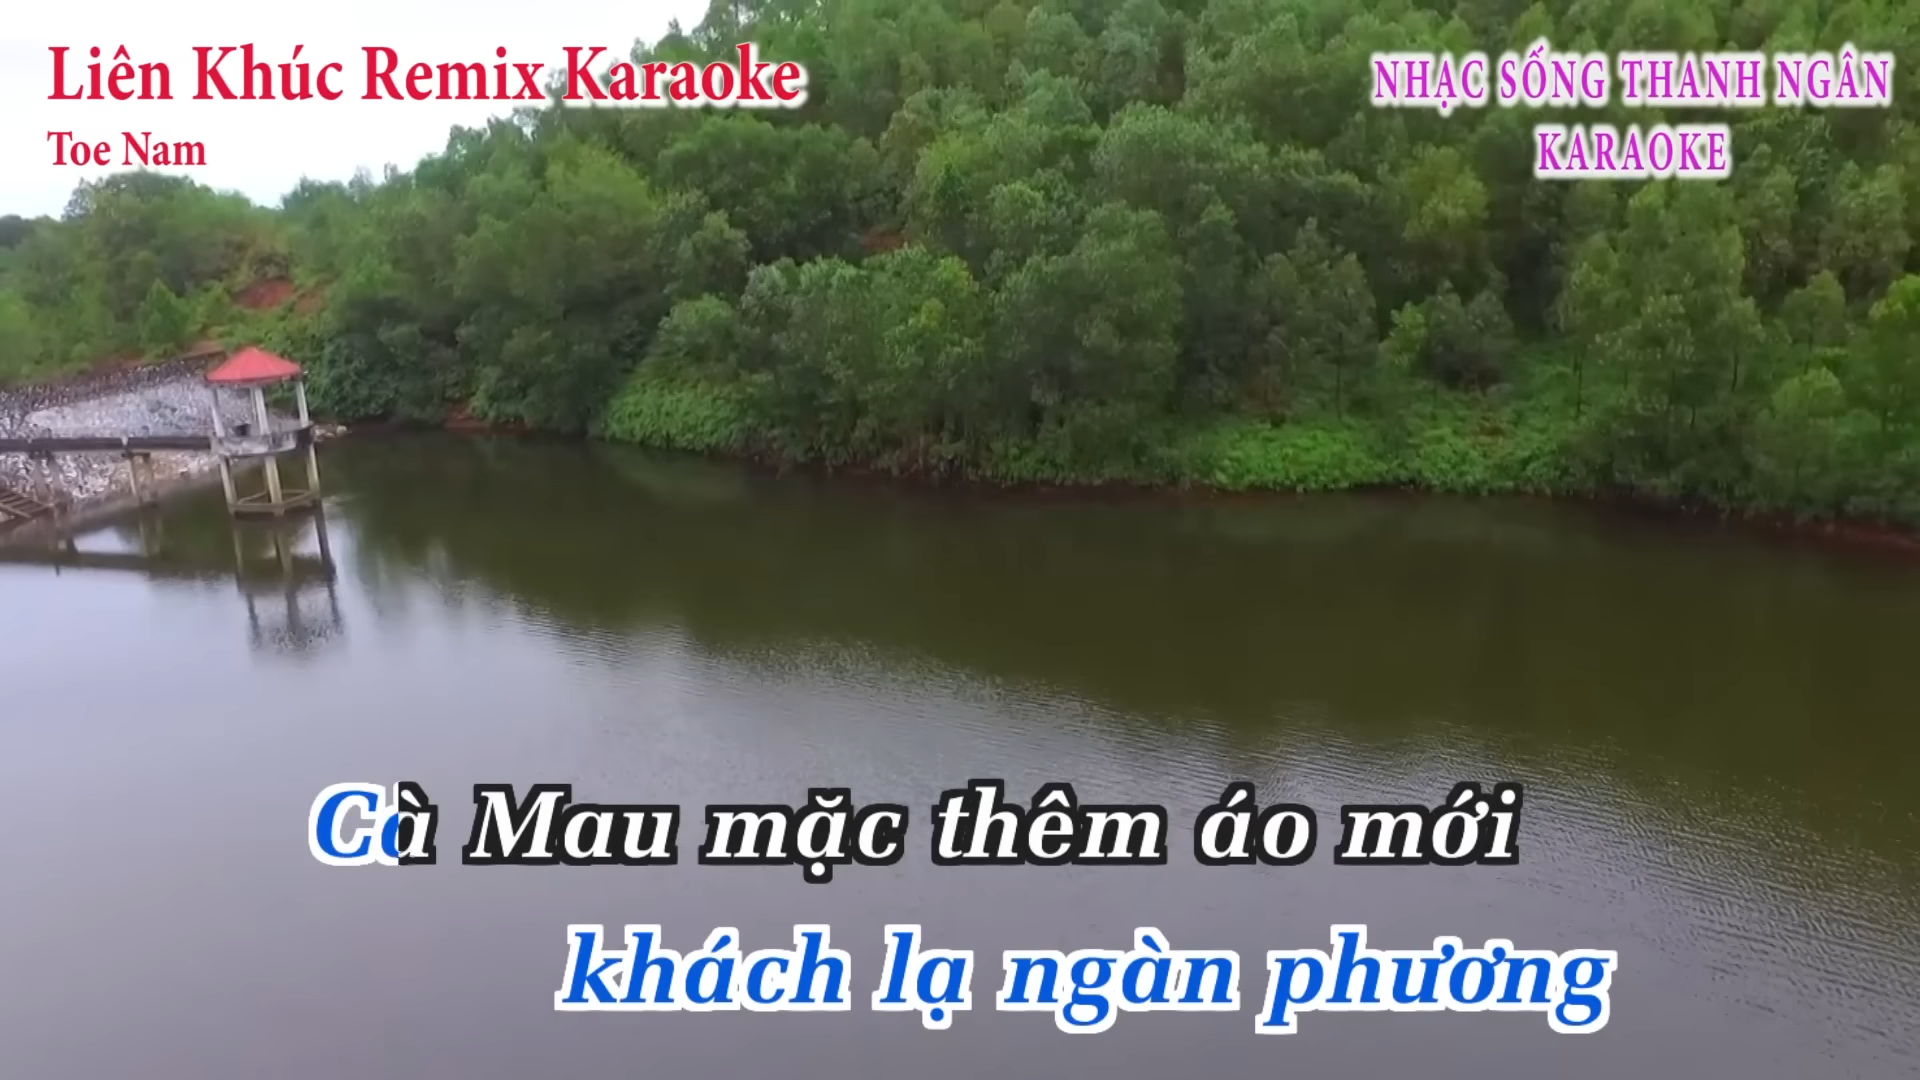 Liên Khúc Remix Karaoke
Toe Nam
NHẠC SỐNG THANH NGÂN
KARAOKE
Cà Mau mặc thêm áo mới
khách lạ ngàn phương